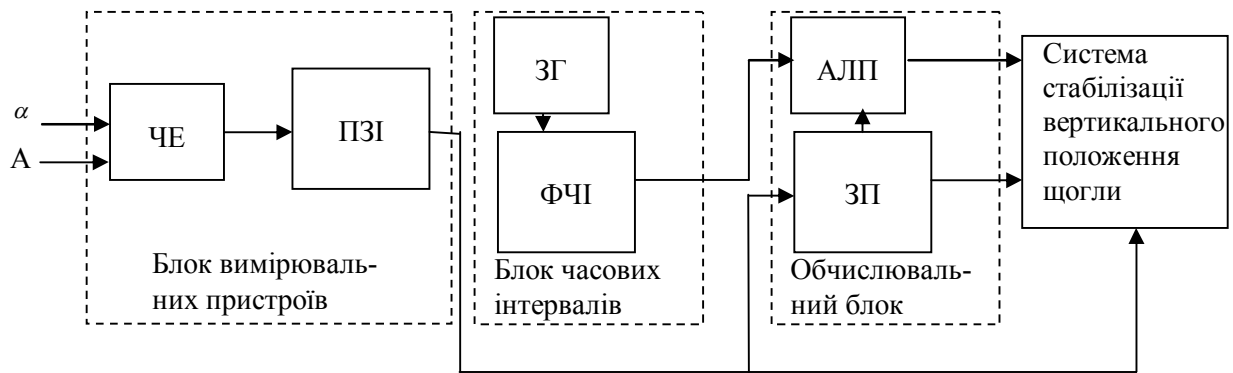 α
А
ЧЕ
ПЗІ
Блок вимірюваль-
них пристроїв
ЗГ
ФЧІ
Блок часових
інтервалів
АЛП
ЗП
Обчислюваль-
ний блок
Система
стабілізації
вертикального
положення
щогли